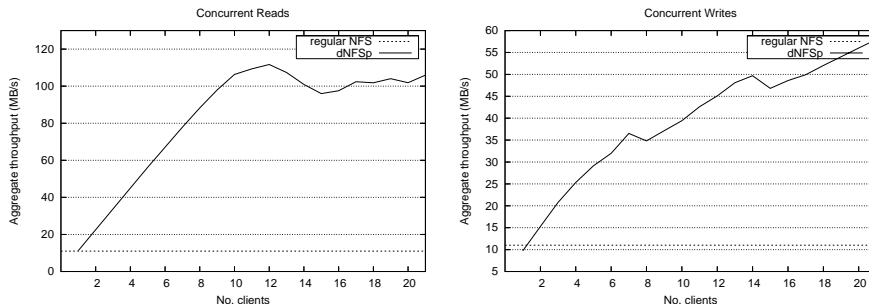 Concurrent Reads
regular NFS
dNFSp
Aggregate throughput (MB/s)
120
100
80
60
40
20
0
2 4 6 8 10 12 14 16 18 20
No. clients
Concurrent Writes
regular NFS
dNFSp
Aggregate throughput (MB/s)
60
55
50
45
40
35
30
25
20
15
10
5
2 4 6 8 10 12 14 16 18 20
No. clients